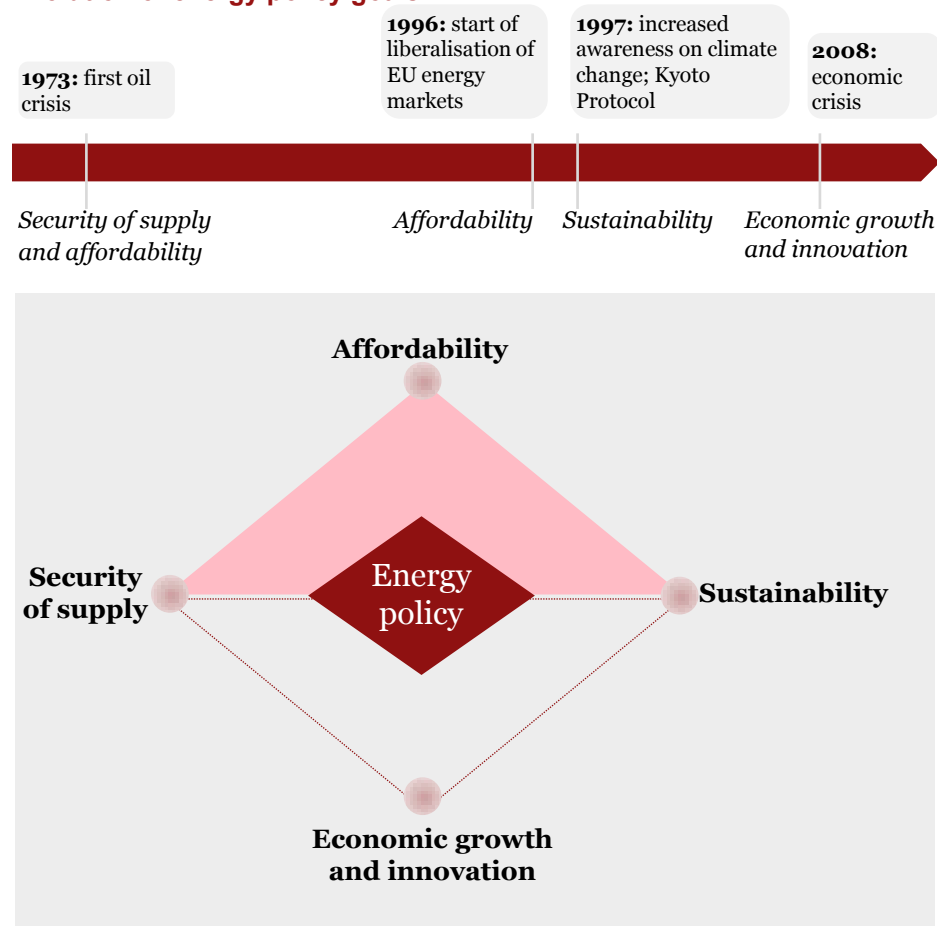 1973: first oil
crisis
1996: start of
liberalisation of
EU energy
markets
1997: increased
awareness on climate
change; Kyoto
Protocol
2008:
economic
crisis
Security of supply
and affordability
Affordability
Sustainability
Economic growth
and innovation
Affordability
Security
of supply
Energy
policy
Sustainability
Economic growth
and innovation